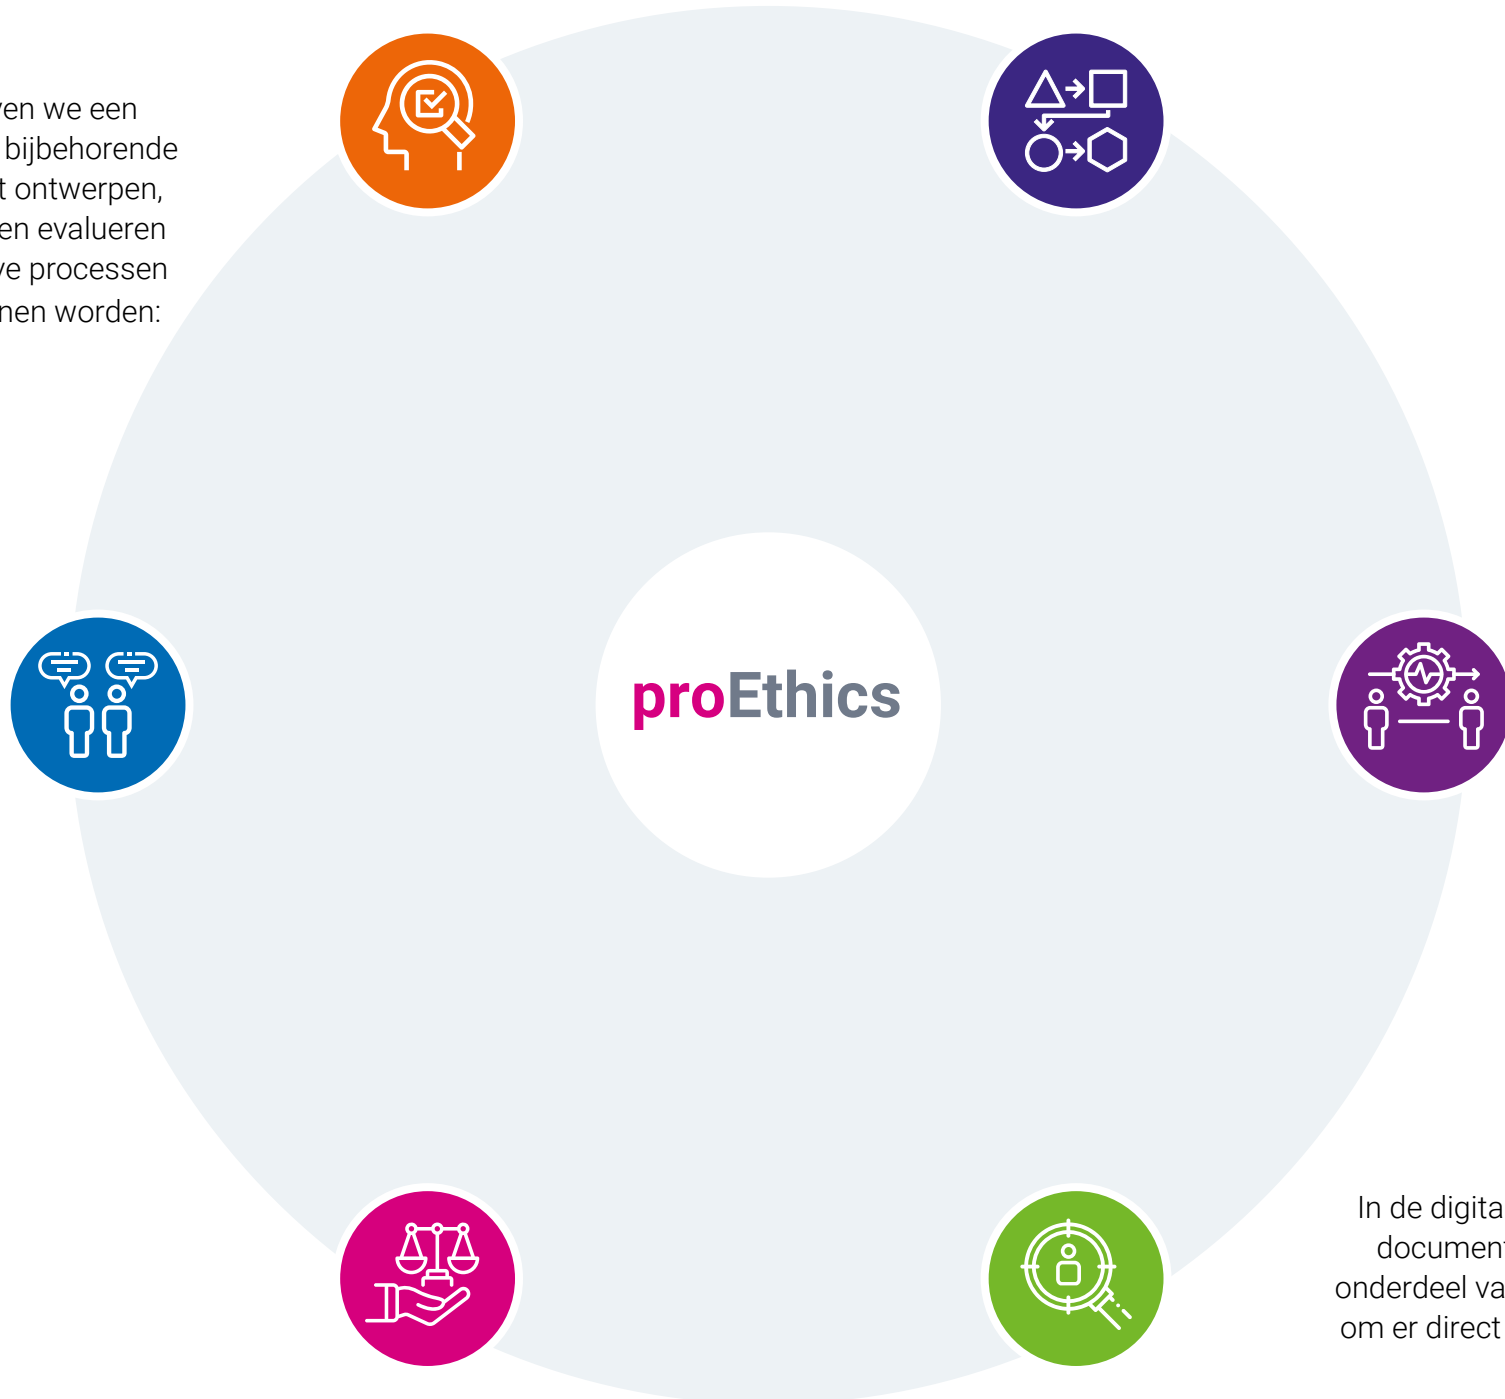 ven we een
bijbehorende
t ontwerpen,
en evalueren
ve processen
nen worden:
proEthics
In de digita
document
onderdeel va
om er direct